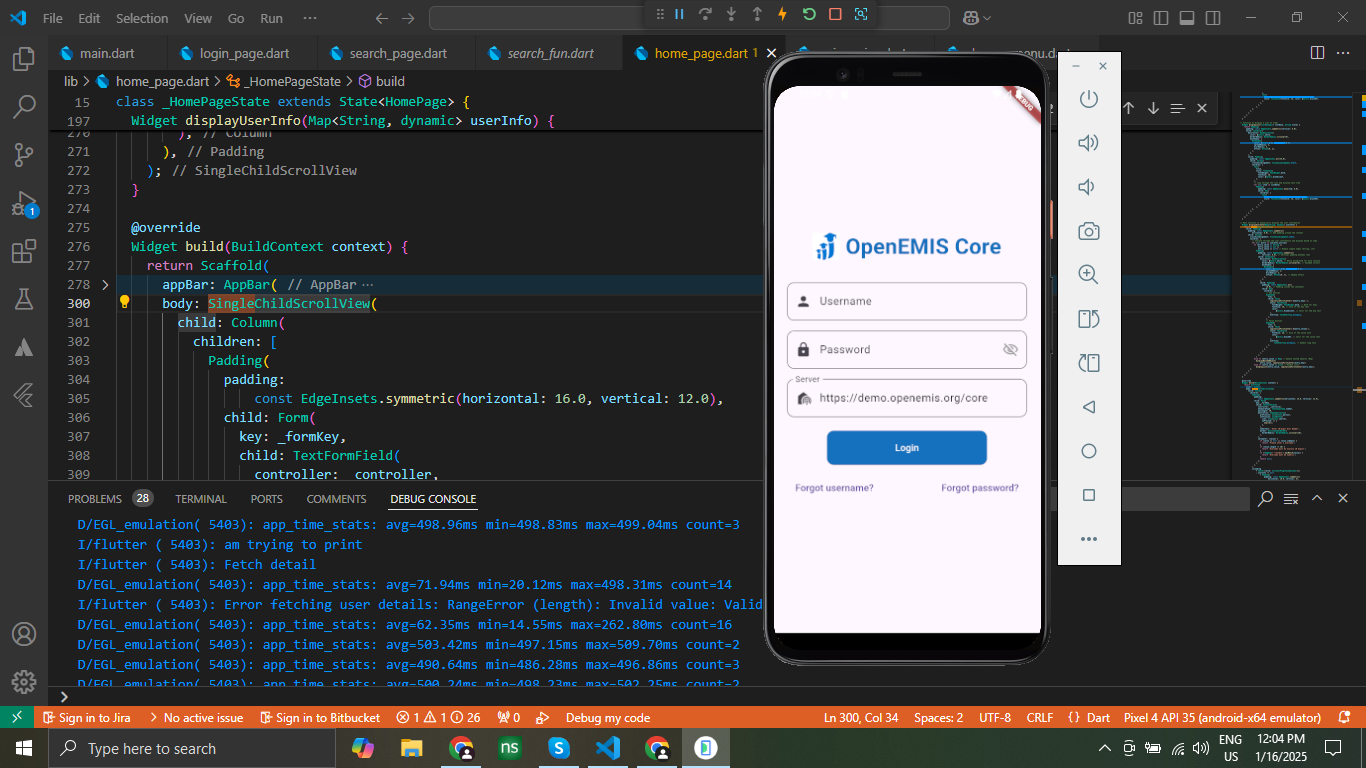 File Edit Selection View Go Run ···
main.dart login_page.dart search_page.dart search_fun.dart home_page.dart 1
lib > home_page.dart > _HomePageState > build
15 class _HomePageState extends State<HomePage> {
197 Widget displayUserInfo(Map<String, dynamic> userInfo) {
270 ), // Column
271 ), // Padding
272 ); // SingleChildScrollView
273 }
274
275 @override
276 Widget build(BuildContext context) {
277 return Scaffold(
278 appBar: AppBar( // AppBar ···
300 body: SingleChildScrollView(
301 child: Column(
302 children: [
303 Padding(
304 padding:
305 const EdgeInsets.symmetric(horizontal: 16.0, vertical: 12.0),
306 child: Form(
307 key: _formKey,
308 child: TextFormField(
309 controller: _controller,
OpenEMIS Core
Username
Password
Server
https://demo.openemis.org/core
Login
Forgot username? Forgot password?
PROBLEMS 28 TERMINAL PORTS COMMENTS DEBUG CONSOLE
D/EGL_emulation( 5403): app_time_stats: avg=498.96ms min=498.83ms max=499.04ms count=3
I/flutter ( 5403): am trying to print
I/flutter ( 5403): Fetch detail
D/EGL_emulation( 5403): app_time_stats: avg=71.94ms min=20.12ms max=498.31ms count=14
I/flutter ( 5403): Error fetching user details: RangeError (length): Invalid value: Valid
D/EGL_emulation( 5403): app_time_stats: avg=62.35ms min=14.55ms max=262.80ms count=16
D/EGL_emulation( 5403): app_time_stats: avg=503.42ms min=497.15ms max=509.70ms count=2
D/EGL_emulation( 5403): app_time_stats: avg=490.64ms min=486.28ms max=496.86ms count=3
D/EGL_emulation( 5403): app_time_stats: avg=500.24ms min=498.23ms max=502.25ms count=2
Sign in to Jira No active issue Sign in to Bitbucket 1 1 26 0 Debug my code Ln 300, Col 34 Spaces: 2 UTF-8 CRLF {} Dart Pixel 4 API 35 (android-x64 emulator)
Type here to search
ns
ENG
US
12:04 PM
1/16/2025